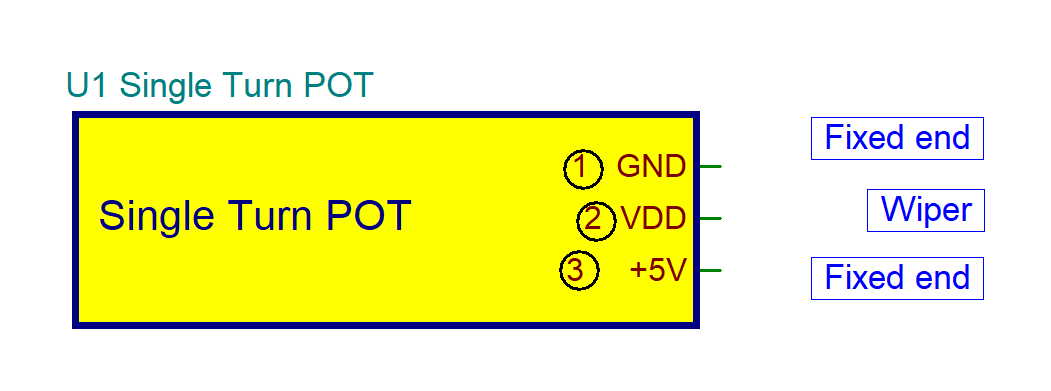 U1 Single Turn POT
1 GND Fixed end
Single Turn POT 2 VDD Wiper
3 +5V Fixed end